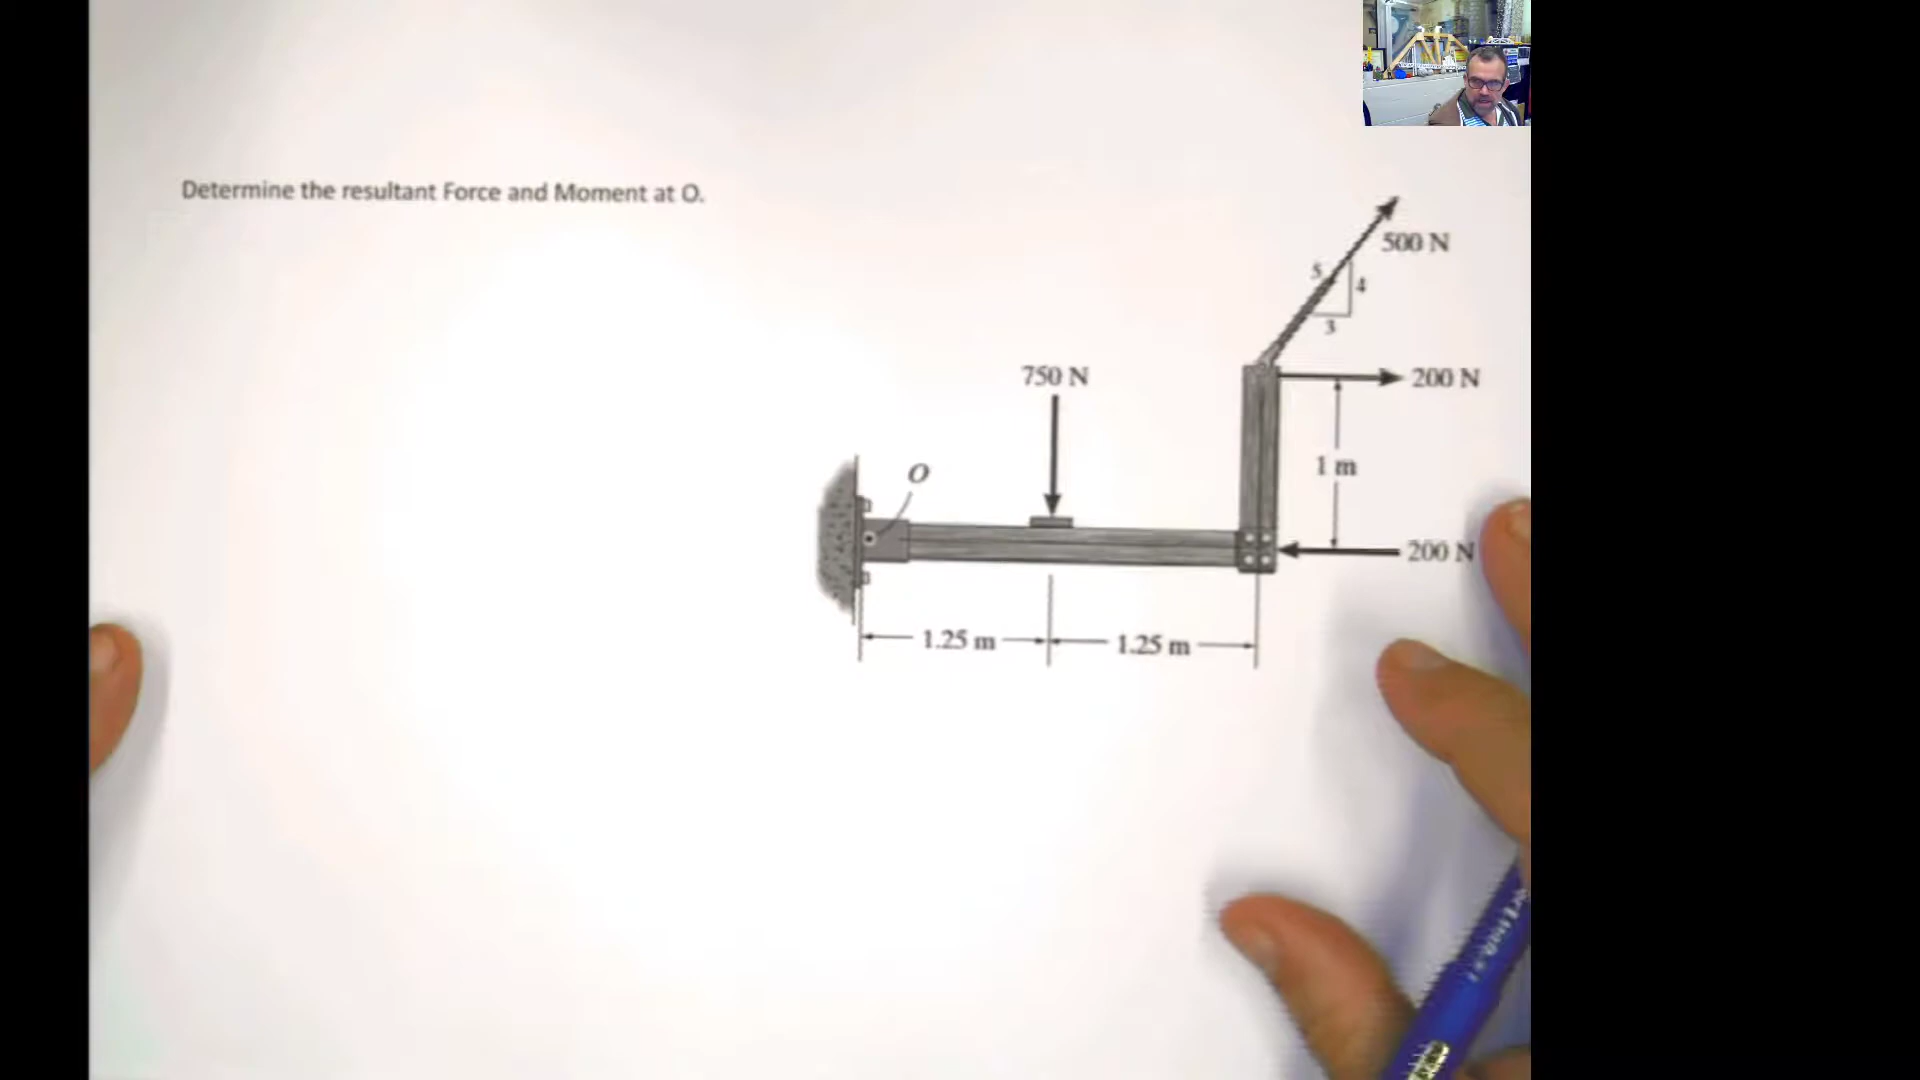 Determine the resultant Force and Moment at O.
500 N
5
4
3
750 N
200 N
O
1 m
200 N
1.25 m
1.25 m